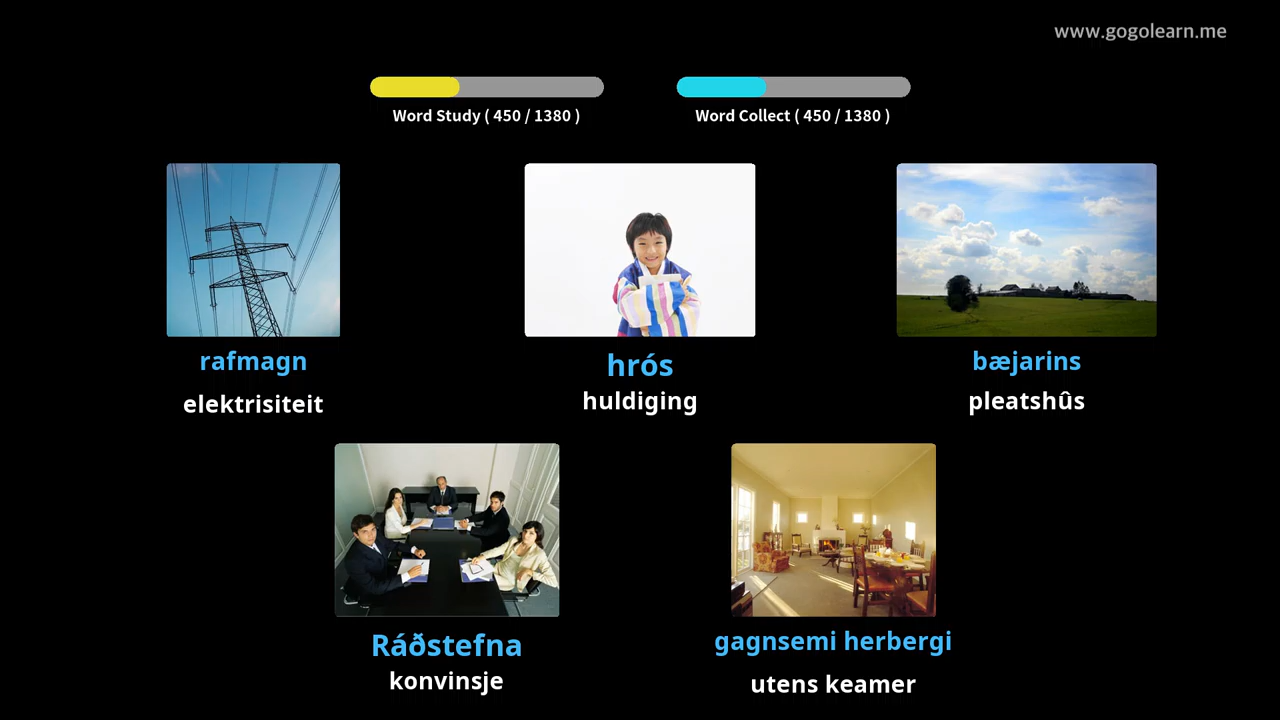 www.gogolearn.me
Word Study ( 450 / 1380 )
Word Collect ( 450 / 1380 )
rafmagn
elektrisiteit
hrós
huldiging
bæjarins
pleatshûs
Ráðstefna
konvinsje
gagnsemi herbergi
utens keamer